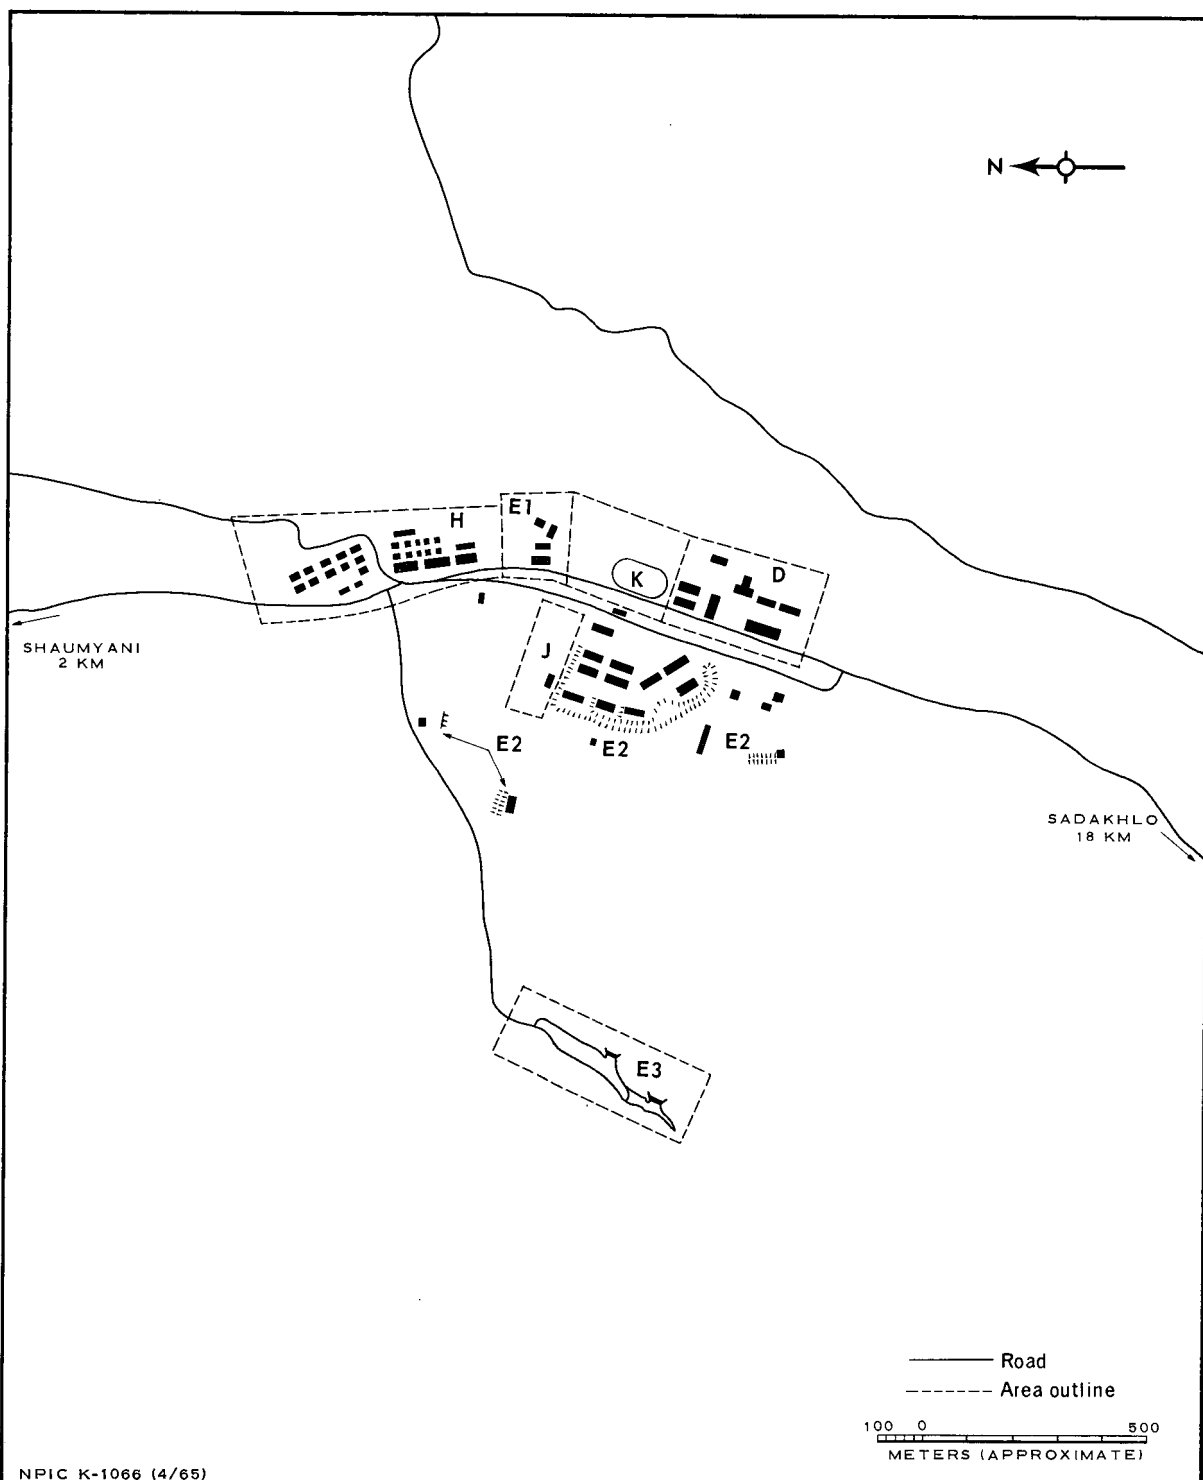 N
E1
H
D
K
SHAUMYANI
2 KM
J
E2
E2
E2
SADAKHLO
18 KM
E3
Road
Area outline
100 0 500
METERS (APPROXIMATE)
NPIC K-1066 (4/65)